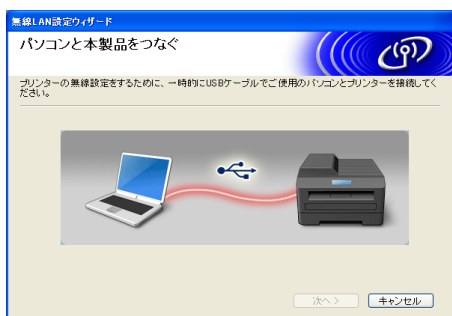 無線LAN設定ウィザード
パソコンと本製品をつなぐ
プリンターの無線設定をするために、一時的にUSBケーブルでご使用のパソコンとプリンターを接続してく
ださい。
次へ >
キャンセル